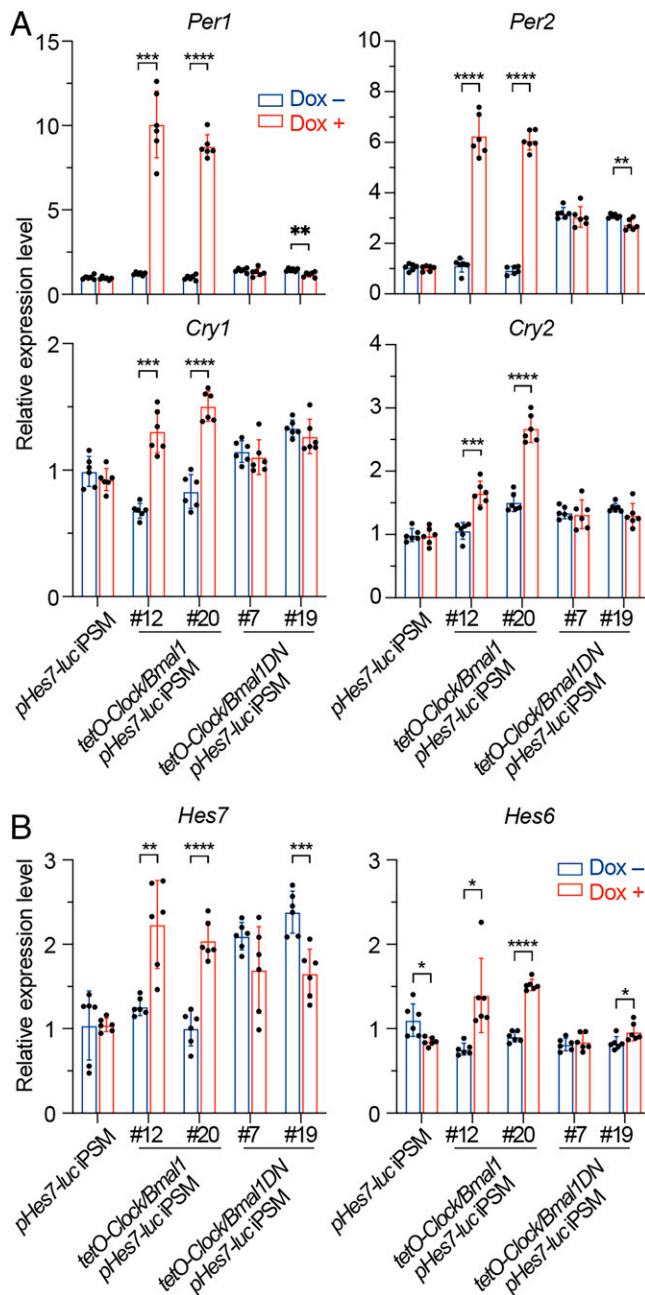 A
Per1
Per2
Relative expression level
15
10
5
0
***
****
**
Dox –
Dox +
10
8
6
4
2
0
****
****
**
Cry1
Cry2
2
1
0
***
****
4
3
2
1
0
***
****
pHes7-luc iPSM
#12
#20
#7
#19
tetO-Clock/Bmal1
pHes7-luc iPSM
tetO-Clock/Bmal1DN
pHes7-luc iPSM
pHes7-luc iPSM
#12
#20
#7
#19
tetO-Clock/Bmal1
pHes7-luc iPSM
tetO-Clock/Bmal1DN
pHes7-luc iPSM
B
Hes7
Hes6
Relative expression level
3
2
1
0
**
****
***
3
2
1
0
*
*
****
*
Dox –
Dox +
pHes7-luc iPSM
#12
#20
#7
#19
tetO-Clock/Bmal1
pHes7-luc iPSM
tetO-Clock/Bmal1DN
pHes7-luc iPSM
pHes7-luc iPSM
#12
#20
#7
#19
tetO-Clock/Bmal1
pHes7-luc iPSM
tetO-Clock/Bmal1DN
pHes7-luc iPSM